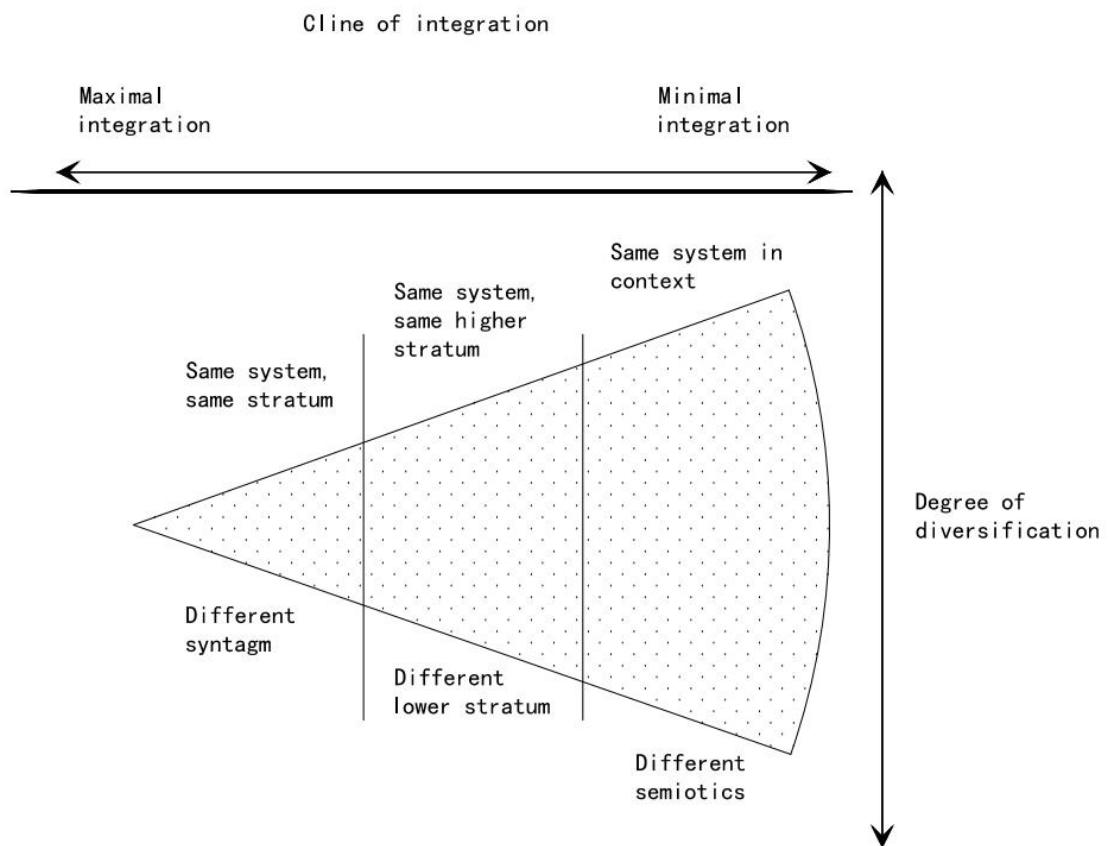 Cline of integration
Maximal
integration
Minimal
integration
Same system in
context
Same system,
same higher
stratum
Same system,
same stratum
Degree of
diversification
Different
syntagm
Different
lower stratum
Different
semiotics